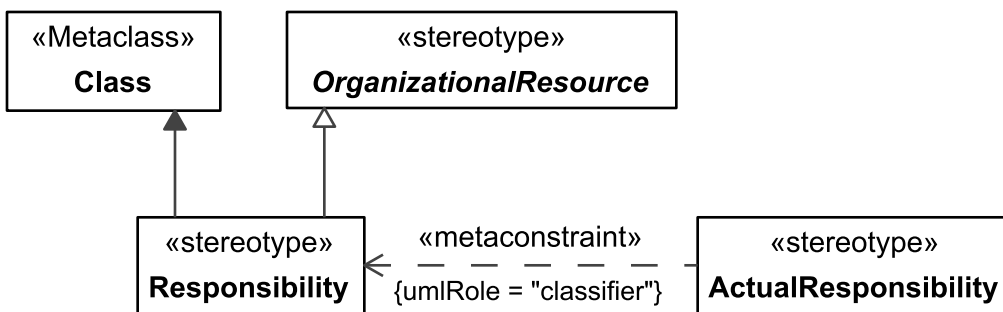 «Metaclass»
Class
«stereotype»
OrganizationalResource
«stereotype»
Responsibility
«metaconstraint»
{umlRole = "classifier"}
«stereotype»
ActualResponsibility